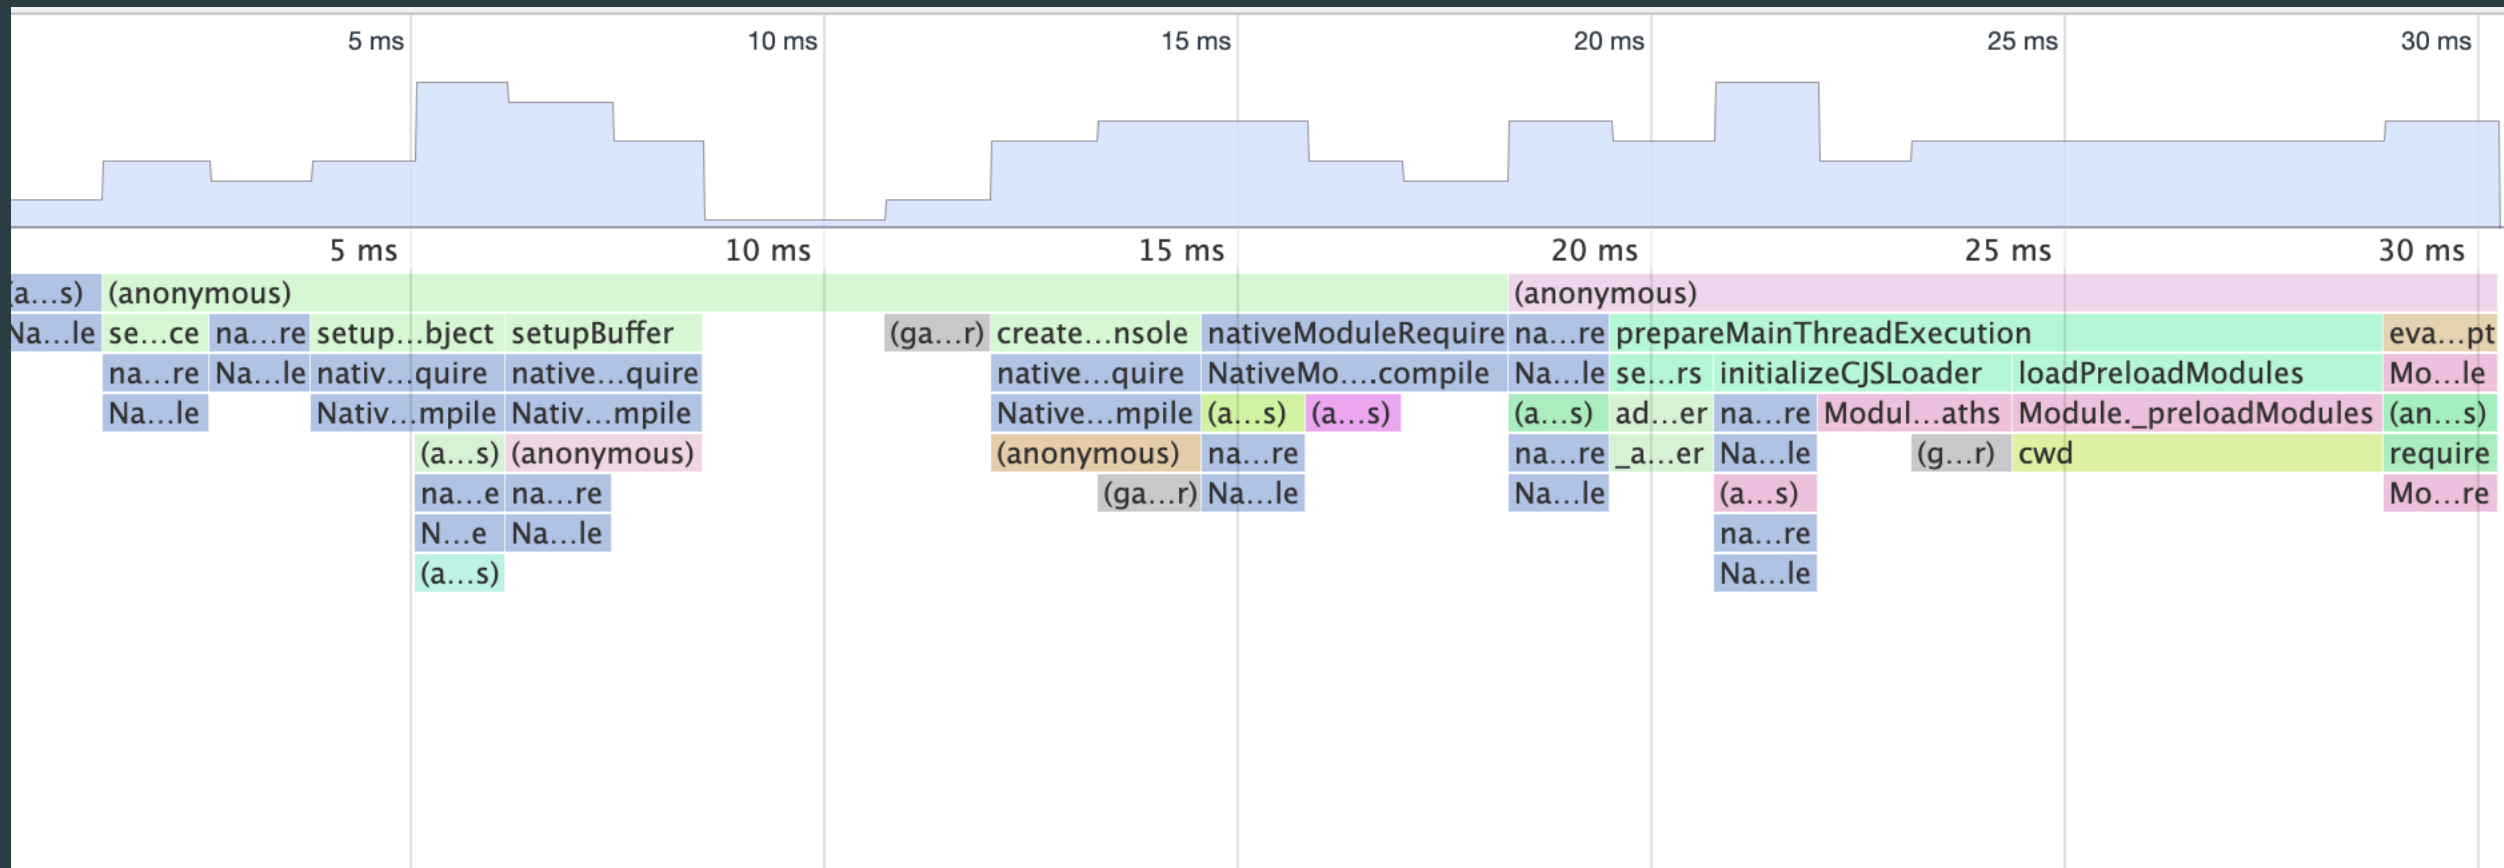 5 ms 10 ms 15 ms 20 ms 25 ms 30 ms
5 ms 10 ms 15 ms 20 ms 25 ms 30 ms
(a...s) (anonymous) (anonymous)
Na...le se...ce na...re setup...bject setupBuffer (ga...r) create...nsole nativeModuleRequire na...re prepareMainThreadExecution eva...pt
na...re Na...le nativ...quire native...quire native...quire NativeMo....compile Na...le se...rs initializeCJSLoader loadPreloadModules Mo...le
Na...le Nativ...mpile Nativ...mpile Native...mpile (a...s) (a...s) (a...s) ad...er na...re Modul...aths Module._preloadModules (an...s)
(a...s) (anonymous) (anonymous) na...re na...re _a...er Na...le (g...r) cwd require
na...e na...re (ga...r) Na...le Na...le (a...s) Mo...re
N...e Na...le na...re
(a...s) Na...le